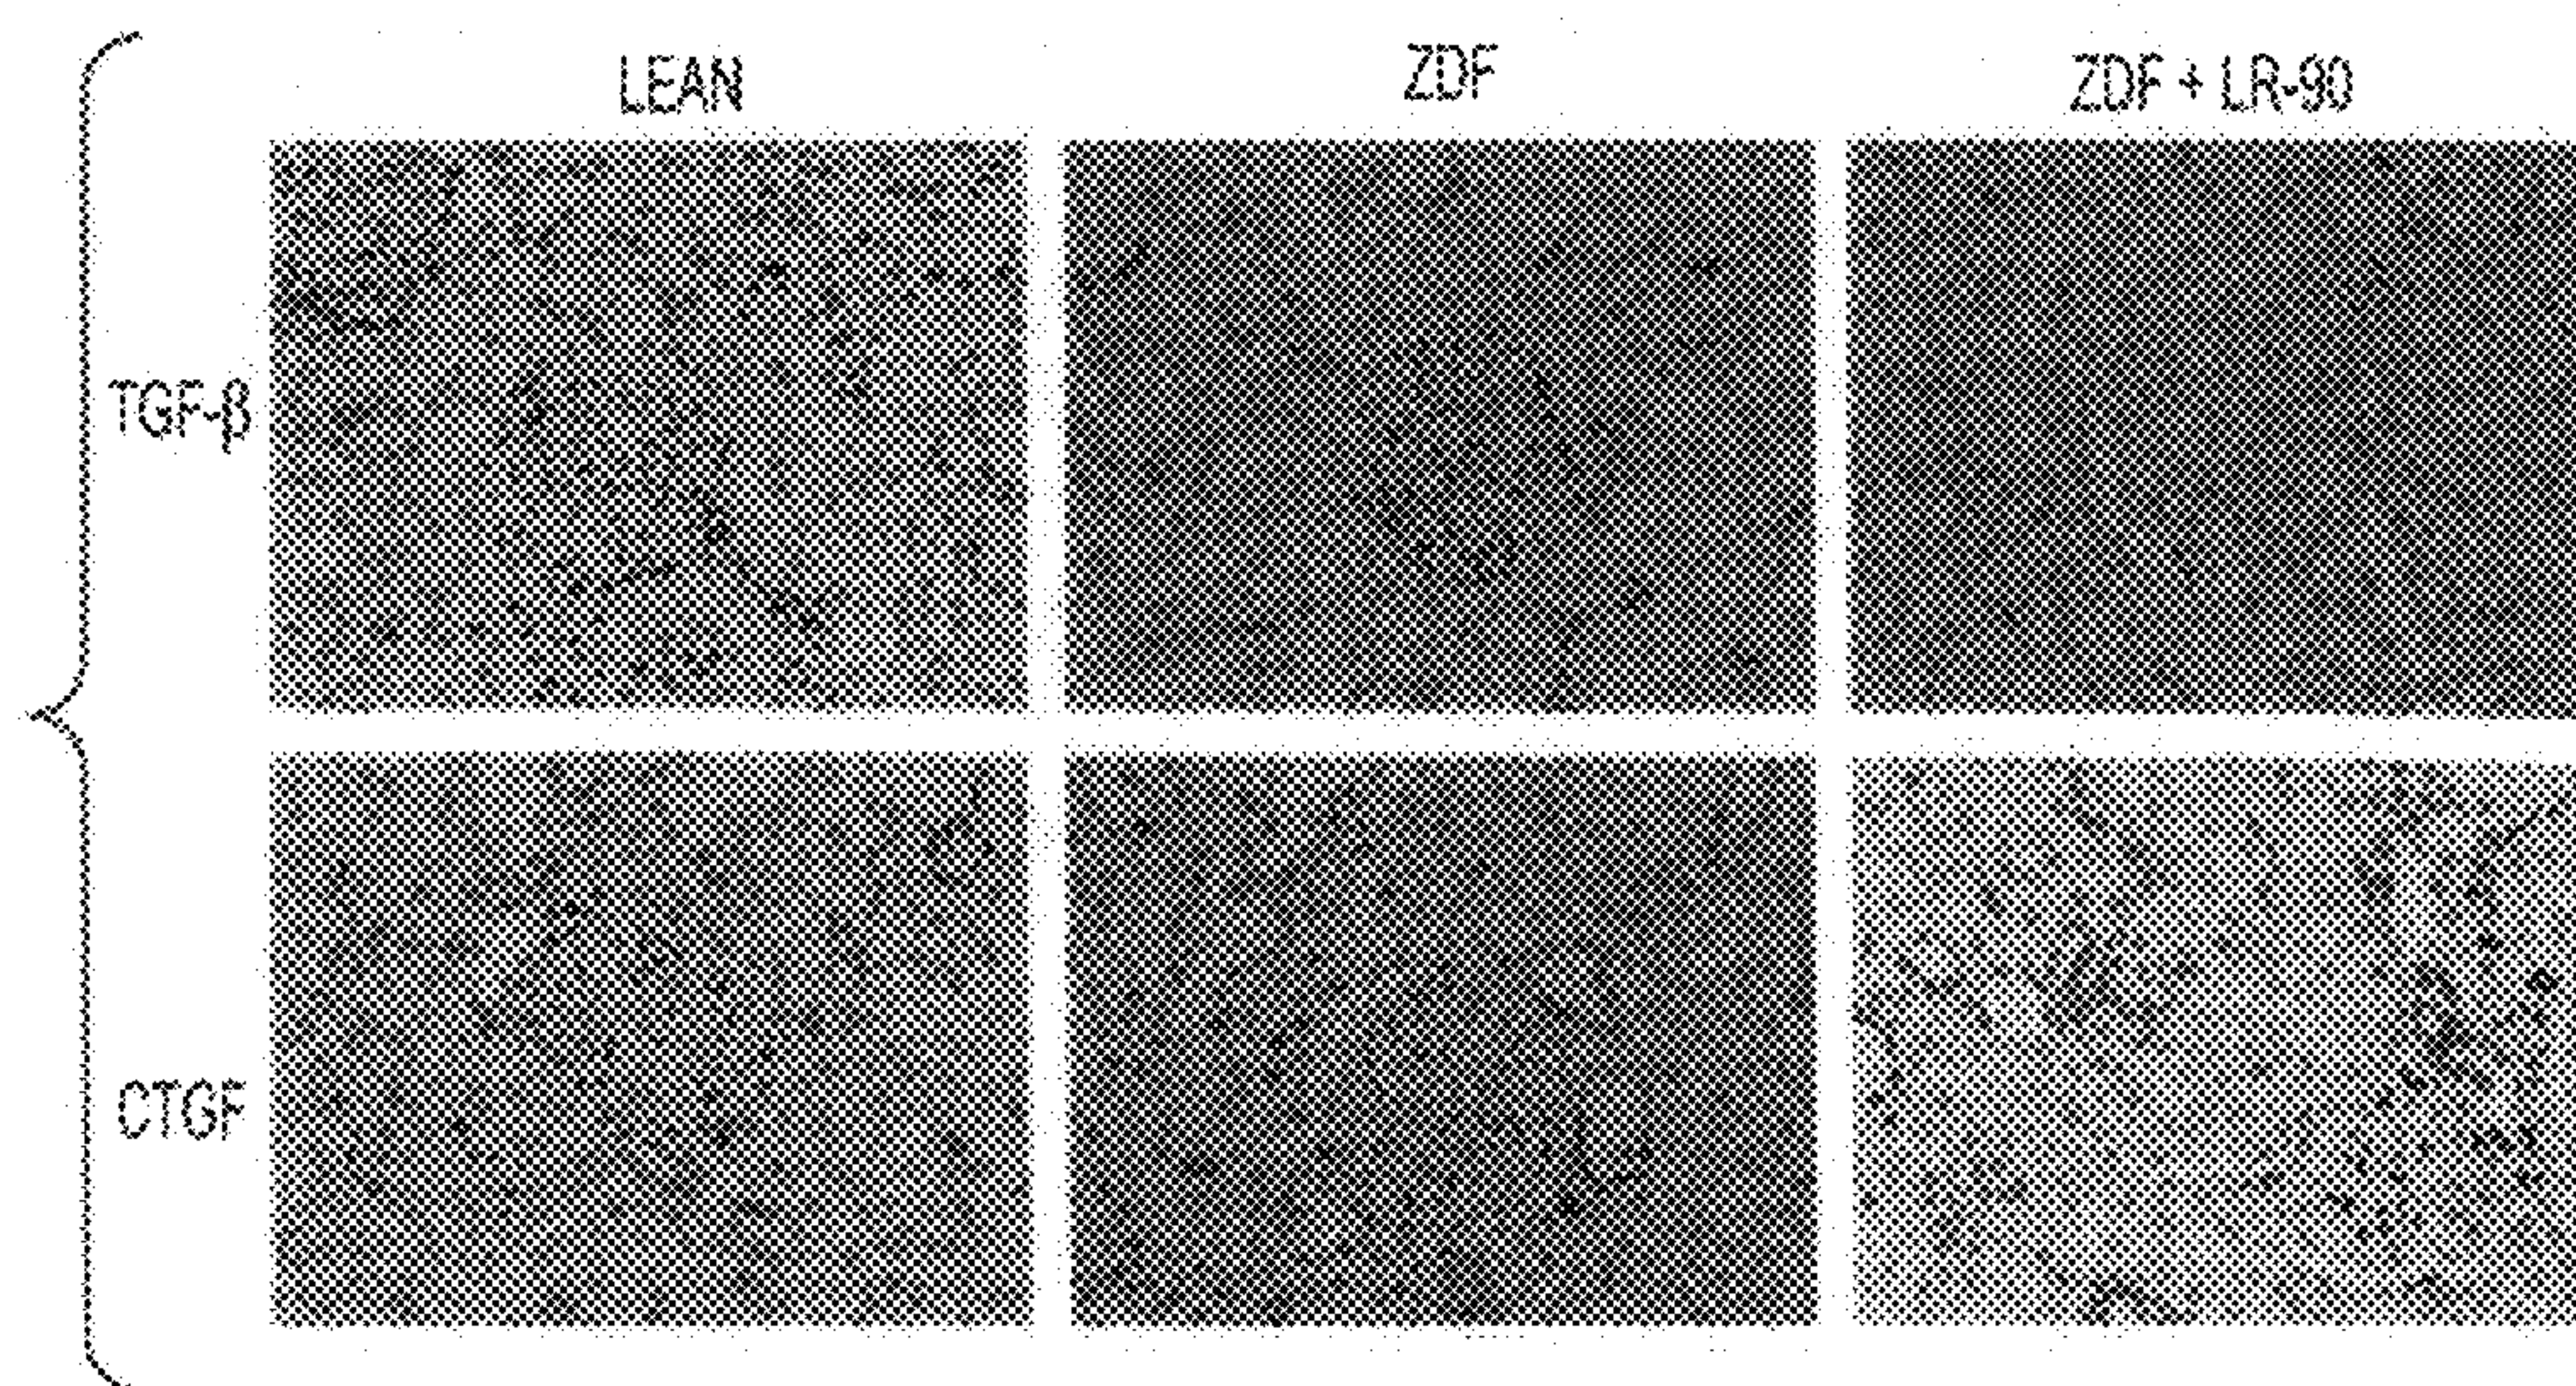 LEAN
ZDF
ZDF + LR-90
TGF-β
CTGF